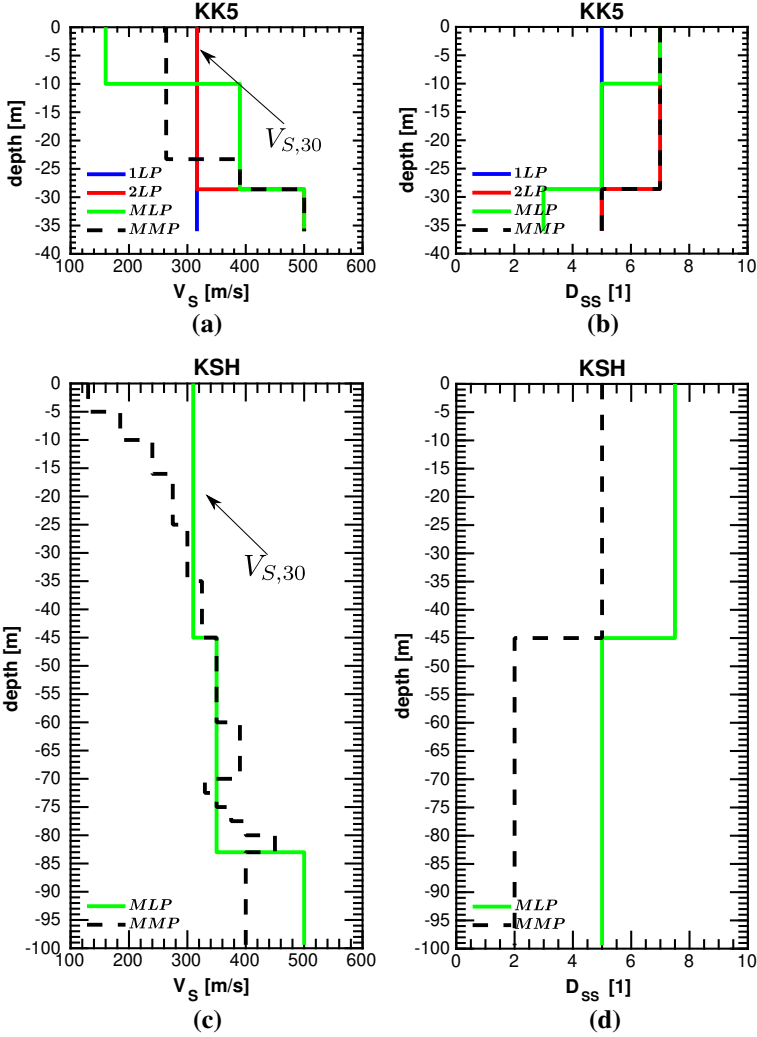 KK5
0
-5
-10
-15
-20
-25
-30
-35
-40
depth [m]
V_{S,30}
1LP
2LP
MLP
MMP
100 200 300 400 500 600
V_S [m/s]
(a)
KK5
0
-5
-10
-15
-20
-25
-30
-35
-40
depth [m]
1LP
2LP
MLP
MMP
0 2 4 6 8 10
D_{SS} [1]
(b)
KSH
0
-5
-10
-15
-20
-25
-30
-35
-40
-45
-50
-55
-60
-65
-70
-75
-80
-85
-90
-95
-100
depth [m]
V_{S,30}
MLP
MMP
100 200 300 400 500 600
V_S [m/s]
(c)
KSH
0
-5
-10
-15
-20
-25
-30
-35
-40
-45
-50
-55
-60
-65
-70
-75
-80
-85
-90
-95
-100
depth [m]
MLP
MMP
0 2 4 6 8 10
D_{SS} [1]
(d)